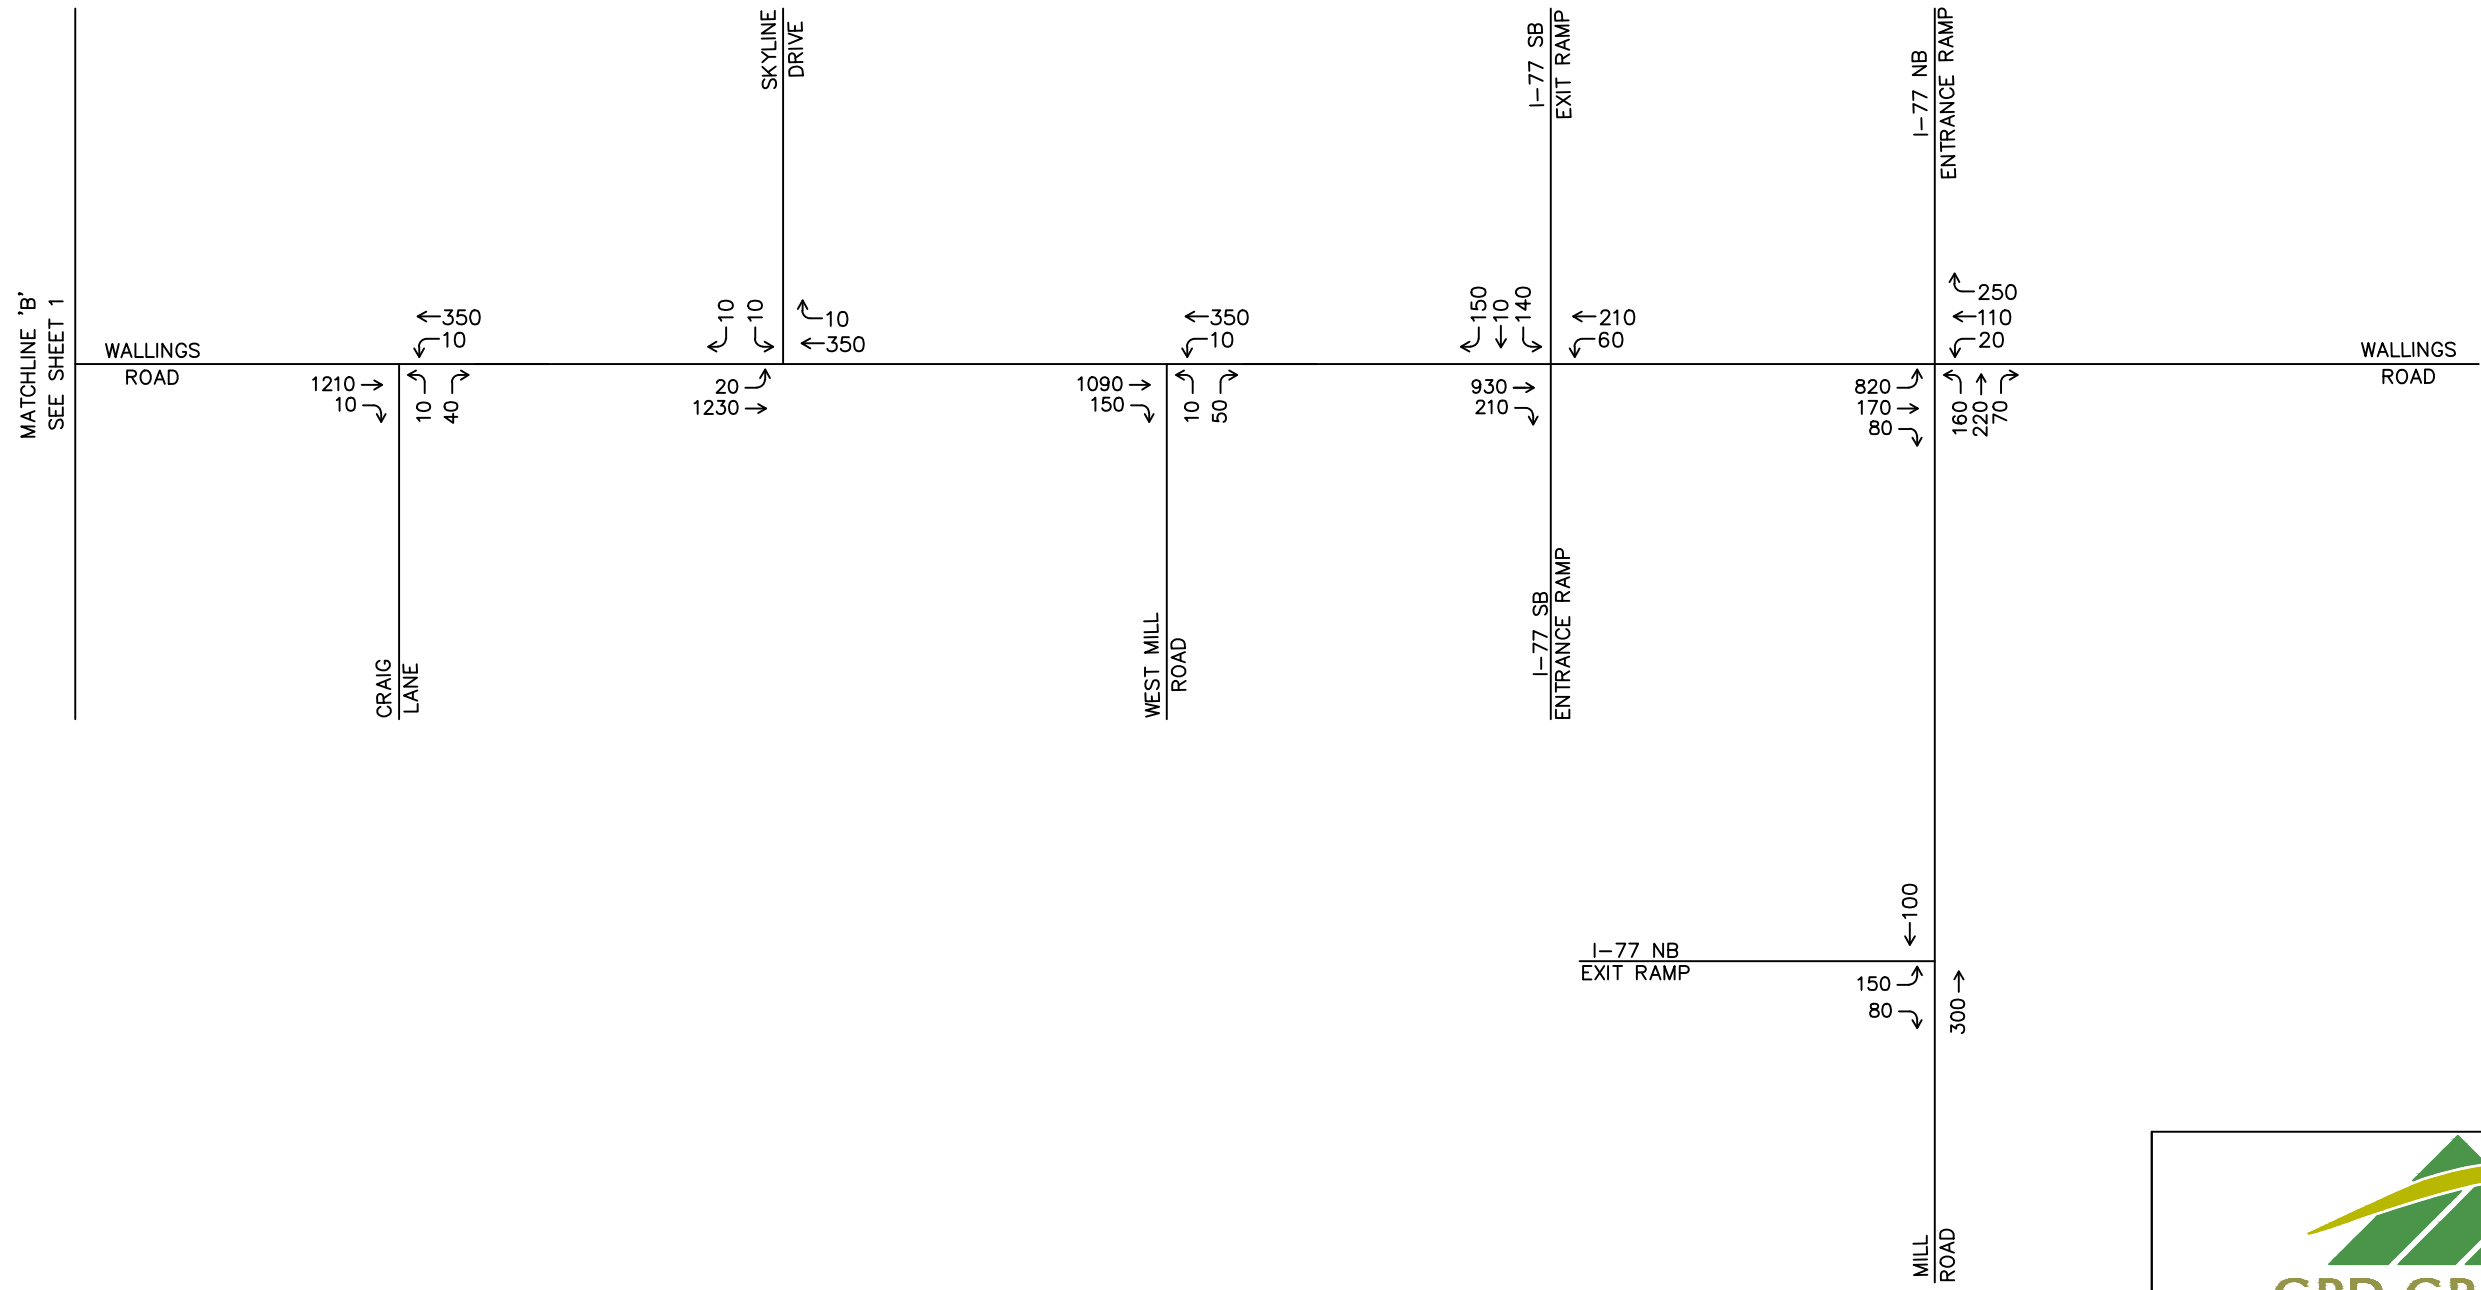 MATCHLINE 'B'
SEE SHEET 1
WALLINGS
ROAD
1210
10
350
10
10
40
CRAIG
LANE
SKYLINE
DRIVE
10
10
10
350
20
1230
350
10
1090
150
10
50
WEST MILL
ROAD
I-77 SB
EXIT RAMP
150
10
140
210
60
930
210
I-77 SB
ENTRANCE RAMP
I-77 NB
ENTRANCE RAMP
250
110
20
820
170
80
160
220
70
WALLINGS
ROAD
100
I-77 NB
EXIT RAMP
150
80
300
MILL
ROAD